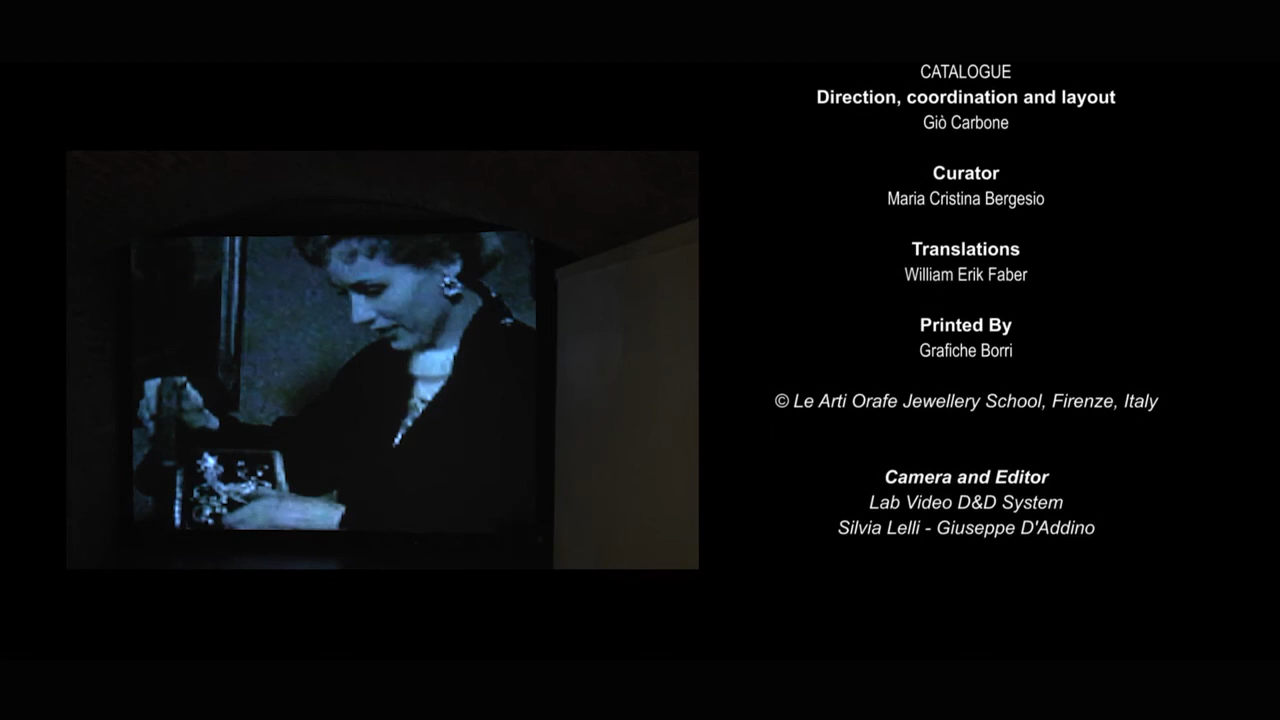 CATALOGUE
Direction, coordination and layout
Giò Carbone
Curator
Maria Cristina Bergesio
Translations
William Erik Faber
Printed By
Grafiche Borri
© Le Arti Orafe Jewellery School, Firenze, Italy
Camera and Editor
Lab Video D&D System
Silvia Lelli - Giuseppe D'Addino